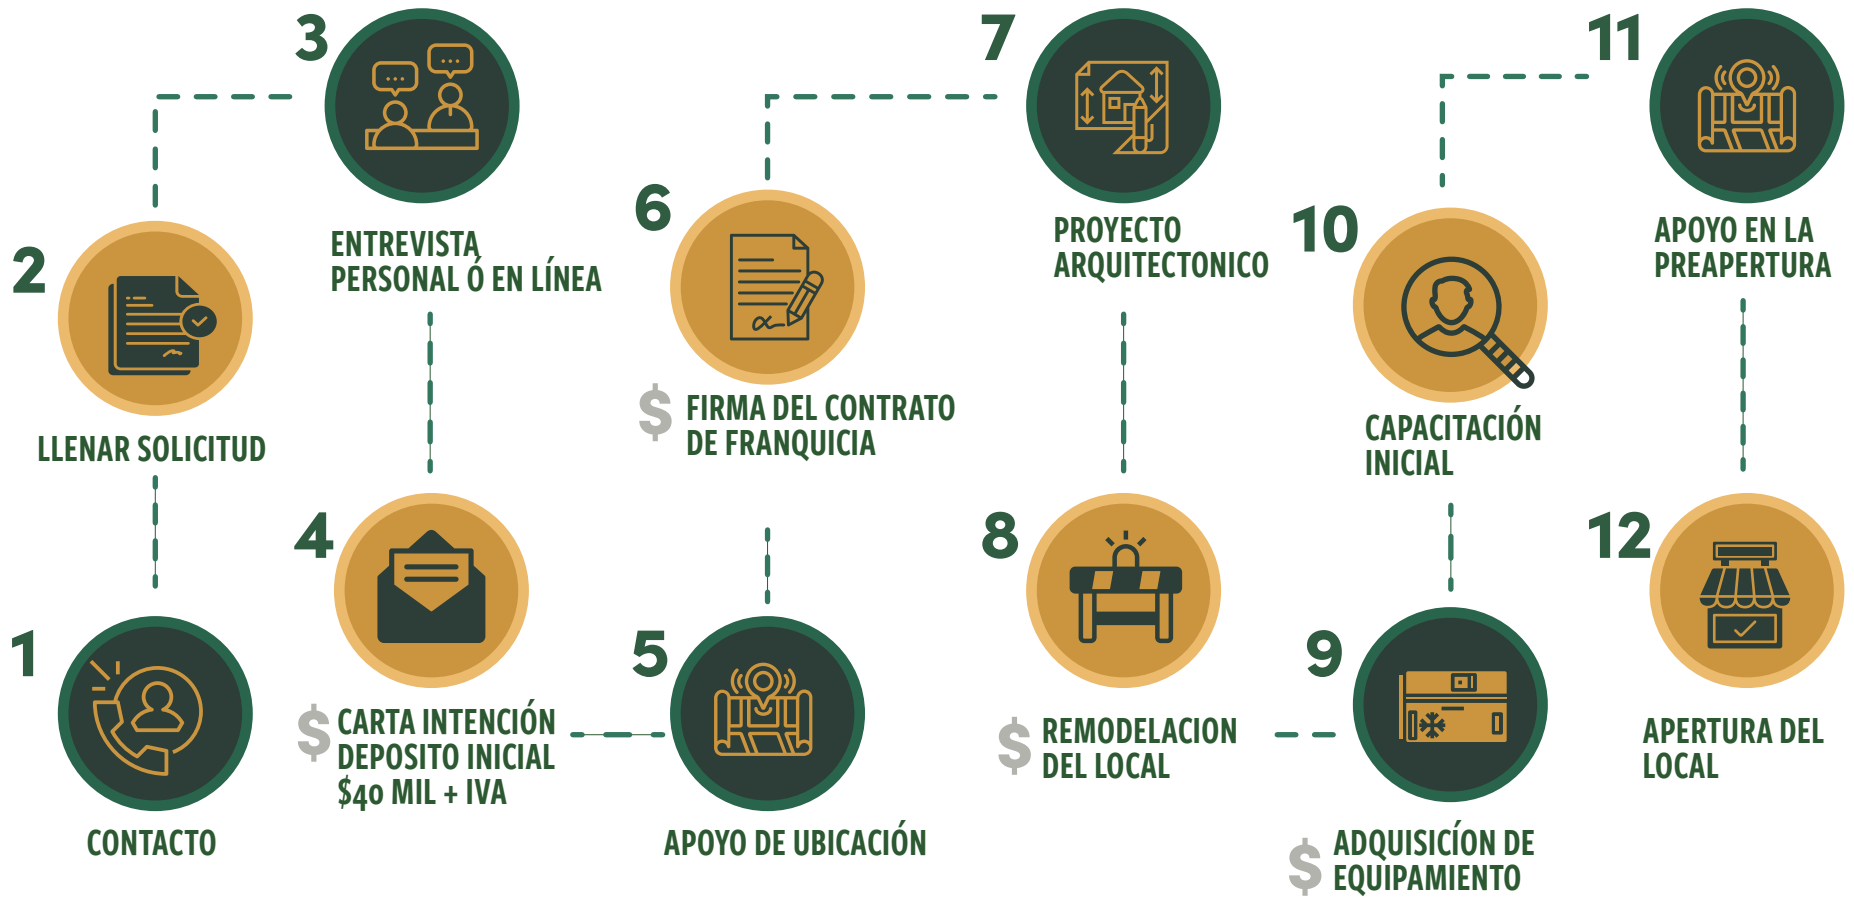 1
CONTACTO
2
LLENAR SOLICITUD
3
ENTREVISTA
PERSONAL Ó EN LÍNEA
4
$ CARTA INTENCIÓN
DEPOSITO INICIAL
$40 MIL + IVA
5
APOYO DE UBICACIÓN
6
$ FIRMA DEL CONTRATO
DE FRANQUICIA
7
PROYECTO
ARQUITECTONICO
8
$ REMODELACION
DEL LOCAL
9
$ ADQUISICÍON DE
EQUIPAMIENTO
10
CAPACITACIÓN
INICIAL
11
APOYO EN LA
PREAPERTURA
12
APERTURA DEL
LOCAL